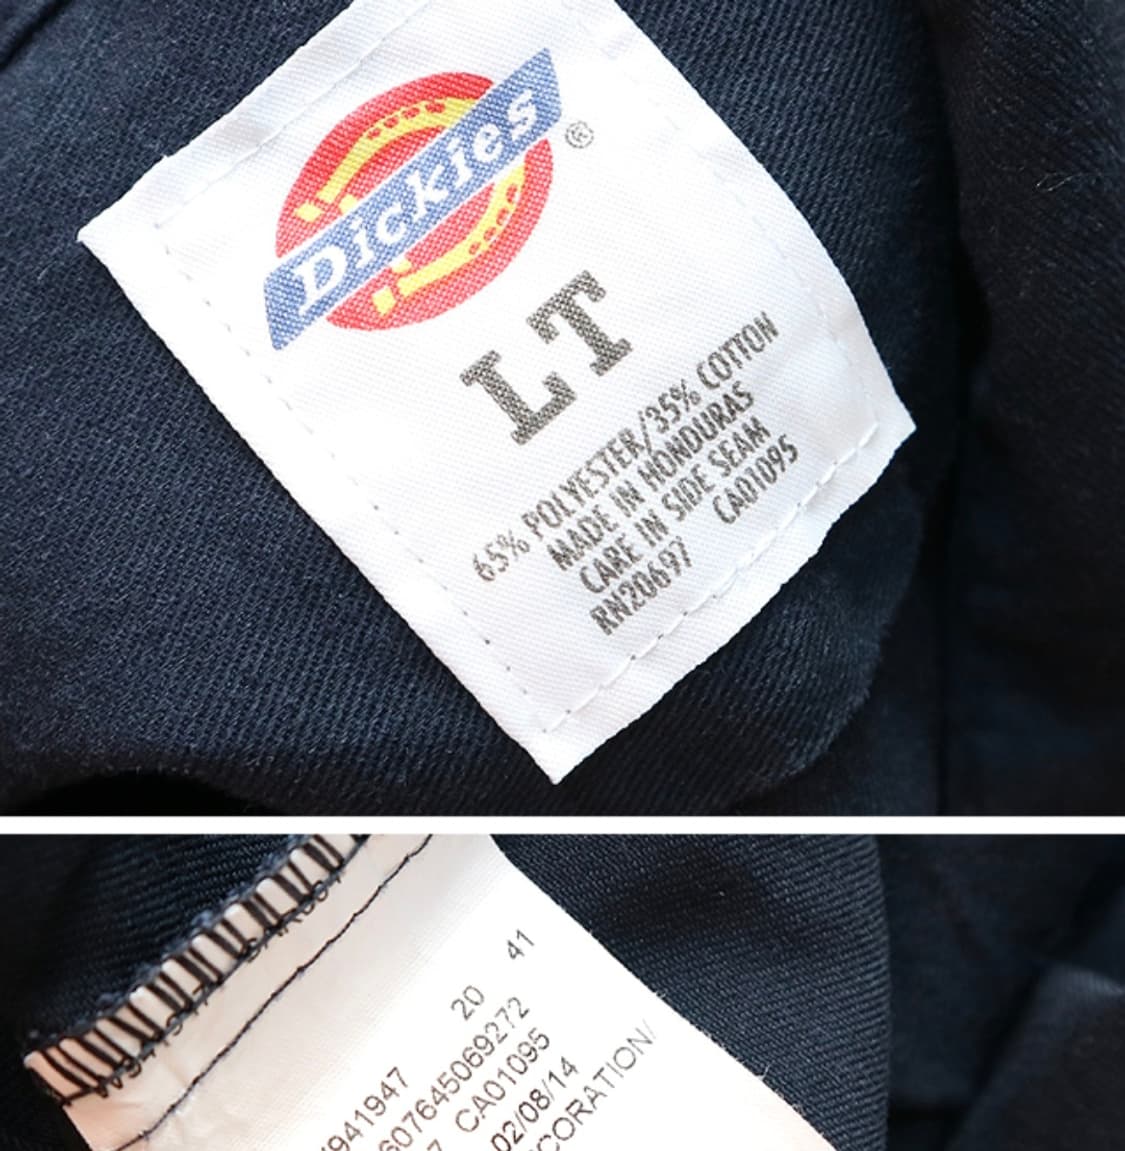 Dickies ®
LT
65% POLYESTER/35% COTTON
MADE IN HONDURAS
CARE IN SIDE SEAM
RN20697 CA01095
20 41
941947 607645069272
7 CA01095
02/08/14
CORATION/